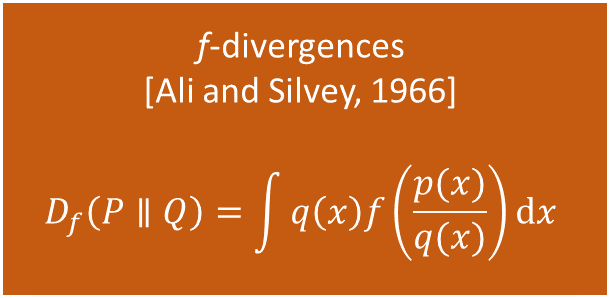 f-divergences
[Ali and Silvey, 1966]
D_f(P ∥ Q) = ∫ q(x) f(p(x)/q(x)) dx